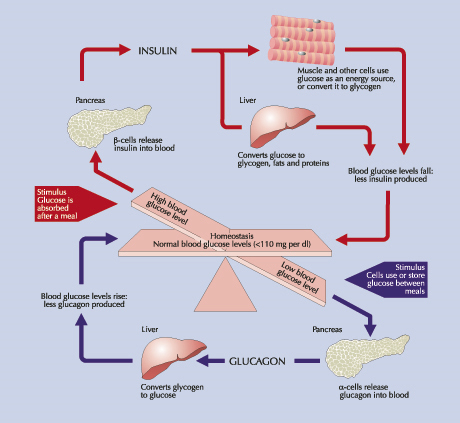 INSULIN
Muscle and other cells use
glucose as an energy source,
or convert it to glycogen
Pancreas
Liver
β-cells release
insulin into blood
Converts glucose to
glycogen, fats and proteins
Blood glucose levels fall:
less insulin produced
Stimulus
Glucose is
absorbed
after a meal
High blood
glucose level
Homeostasis
Normal blood glucose levels (<110 mg per dl)
Low blood
glucose level
Stimulus
Cells use or store
glucose between
meals
Blood glucose levels rise:
less glucagon produced
Liver
Pancreas
GLUCAGON
Converts glycogen
to glucose
α-cells release
glucagon into blood